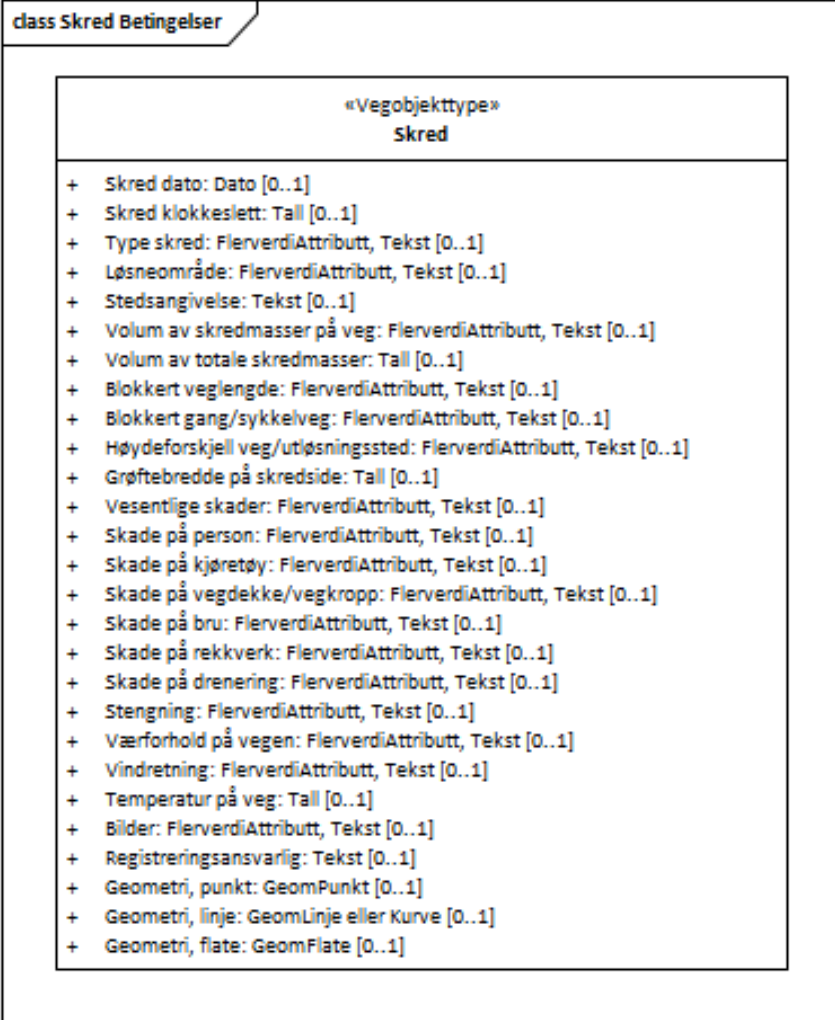 class Skred Betingelser
«Vegobjekttype»
Skred
+ Skred dato: Dato [0..1]
+ Skred klokkeslett: Tall [0..1]
+ Type skred: FlerverdiAttributt, Tekst [0..1]
+ Løsneområde: FlerverdiAttributt, Tekst [0..1]
+ Stedsangivelse: Tekst [0..1]
+ Volum av skredmasser på veg: FlerverdiAttributt, Tekst [0..1]
+ Volum av totale skredmasser: Tall [0..1]
+ Blokkert veglengde: FlerverdiAttributt, Tekst [0..1]
+ Blokkert gang/sykkelveg: FlerverdiAttributt, Tekst [0..1]
+ Høydeforskjell veg/utløsningssted: FlerverdiAttributt, Tekst [0..1]
+ Grøftebredde på skredside: Tall [0..1]
+ Vesentlige skader: FlerverdiAttributt, Tekst [0..1]
+ Skade på person: FlerverdiAttributt, Tekst [0..1]
+ Skade på kjøretøy: FlerverdiAttributt, Tekst [0..1]
+ Skade på vegdekke/vegkropp: FlerverdiAttributt, Tekst [0..1]
+ Skade på bru: FlerverdiAttributt, Tekst [0..1]
+ Skade på rekkverk: FlerverdiAttributt, Tekst [0..1]
+ Skade på drenering: FlerverdiAttributt, Tekst [0..1]
+ Stengning: FlerverdiAttributt, Tekst [0..1]
+ Værforhold på vegen: FlerverdiAttributt, Tekst [0..1]
+ Vindretning: FlerverdiAttributt, Tekst [0..1]
+ Temperatur på veg: Tall [0..1]
+ Bilder: FlerverdiAttributt, Tekst [0..1]
+ Registreringsansvarlig: Tekst [0..1]
+ Geometri, punkt: GeomPunkt [0..1]
+ Geometri, linje: GeomLinje eller Kurve [0..1]
+ Geometri, flate: GeomFlate [0..1]